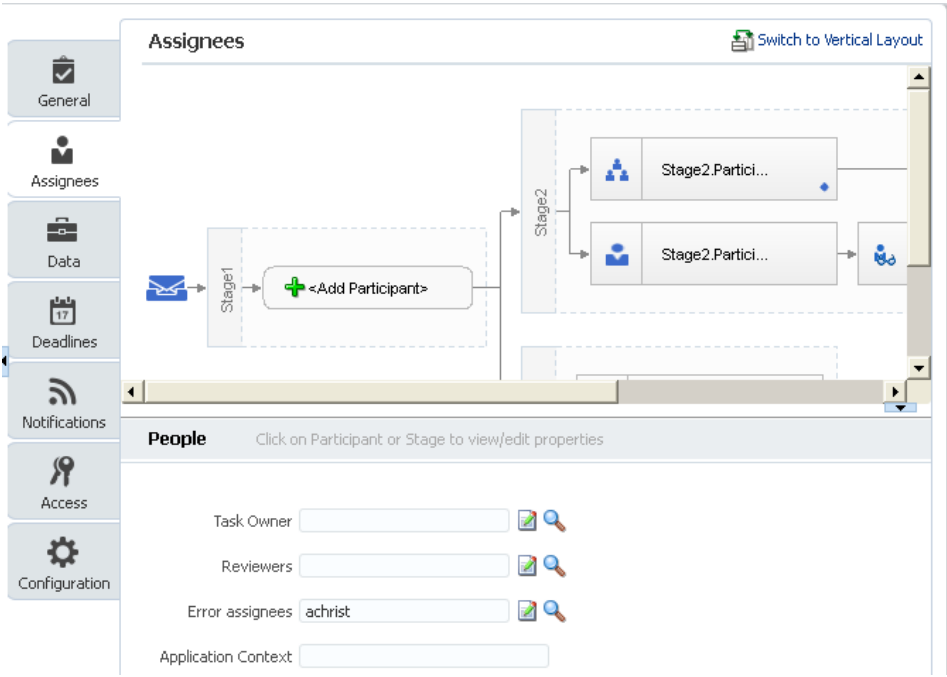 Assignees
Switch to Vertical Layout
General
Assignees
Data
17
Deadlines
Notifications
Access
Configuration
Stage1
<Add Participant>
Stage2
Stage2.Partici...
Stage2.Partici...
People
Click on Participant or Stage to view/edit properties
Task Owner
Reviewers
Error assignees achrist
Application Context